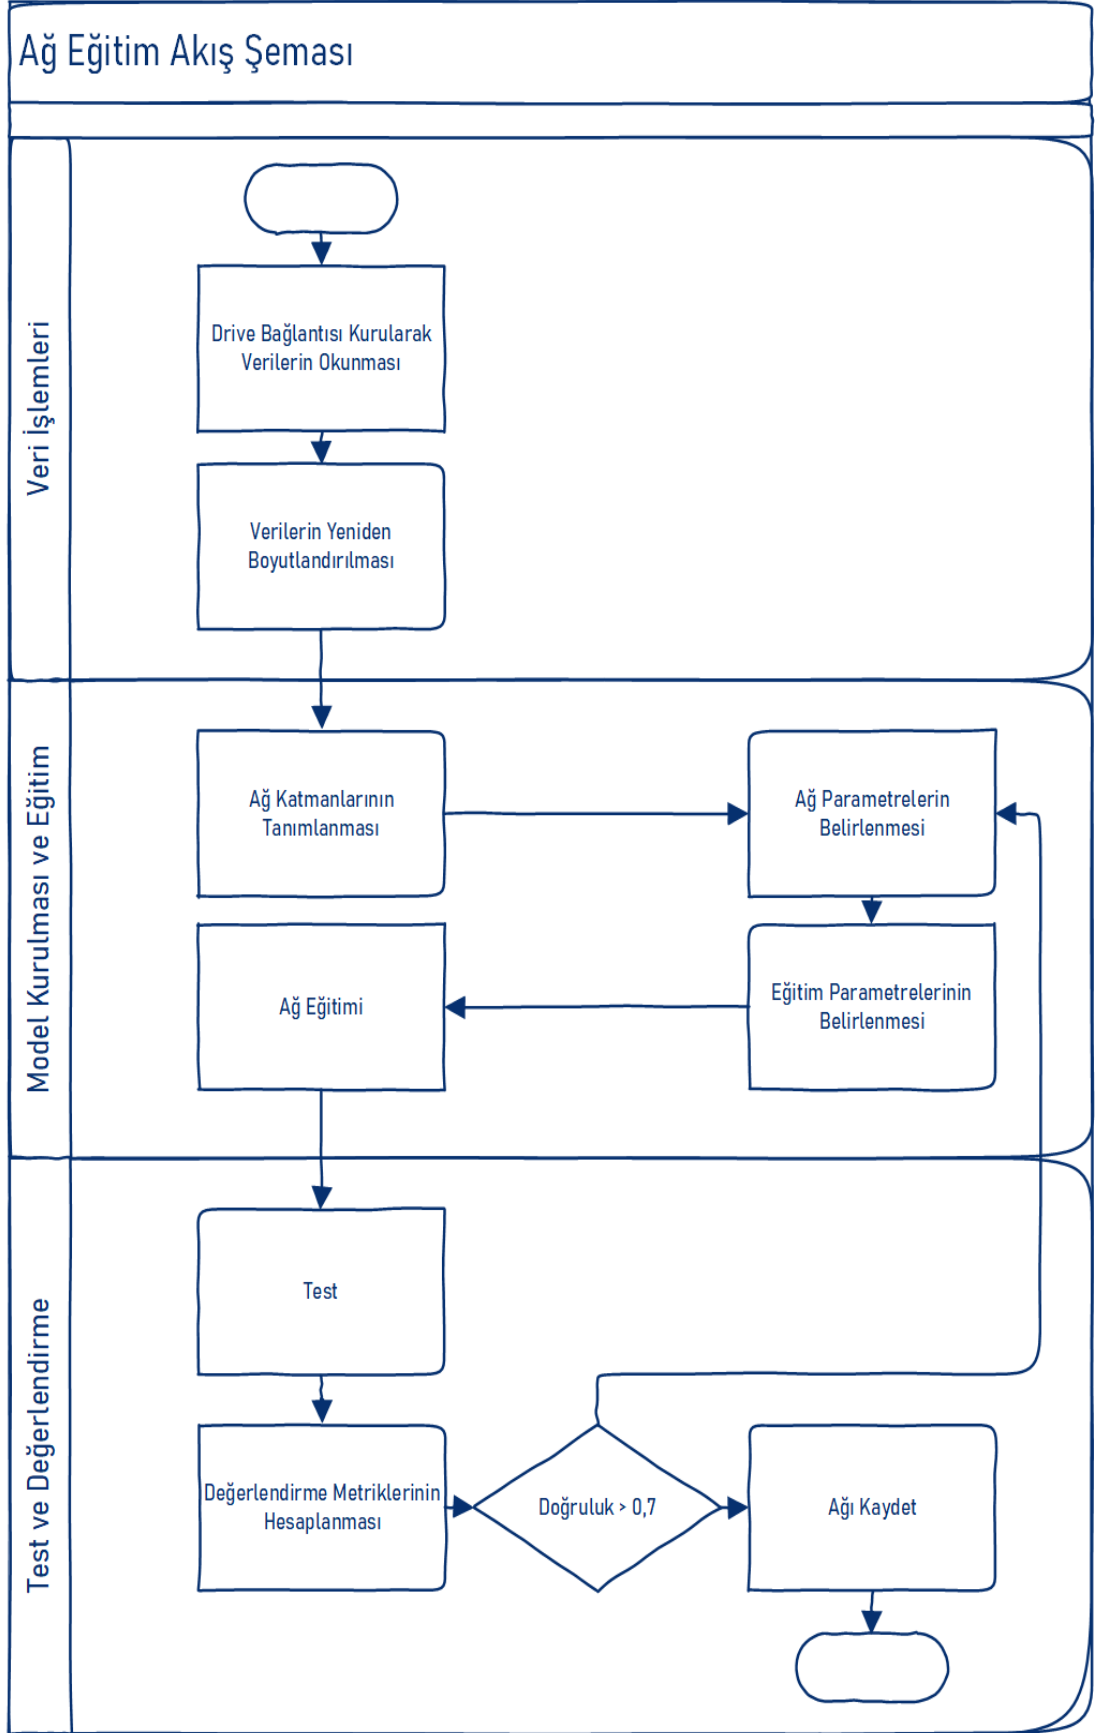 Ağ Eğitim Akış Şeması
Veri İşlemleri
Drive Bağlantısı Kurularak
Verilerin Okunması
Verilerin Yeniden
Boyutlandırılması
Model Kurulması ve Eğitim
Ağ Katmanlarının
Tanımlanması
Ağ Parametrelerin
Belirlenmesi
Eğitim Parametrelerinin
Belirlenmesi
Ağ Eğitimi
Test ve Değerlendirme
Test
Değerlendirme Metriklerinin
Hesaplanması
Doğruluk > 0,7
Ağı Kaydet